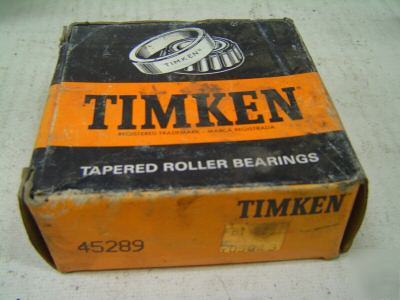 TIMKEN®
TIMKEN
REGISTERED TRADEMARK - MARCA REGISTRADA
TAPERED ROLLER BEARINGS
TIMKEN
45289